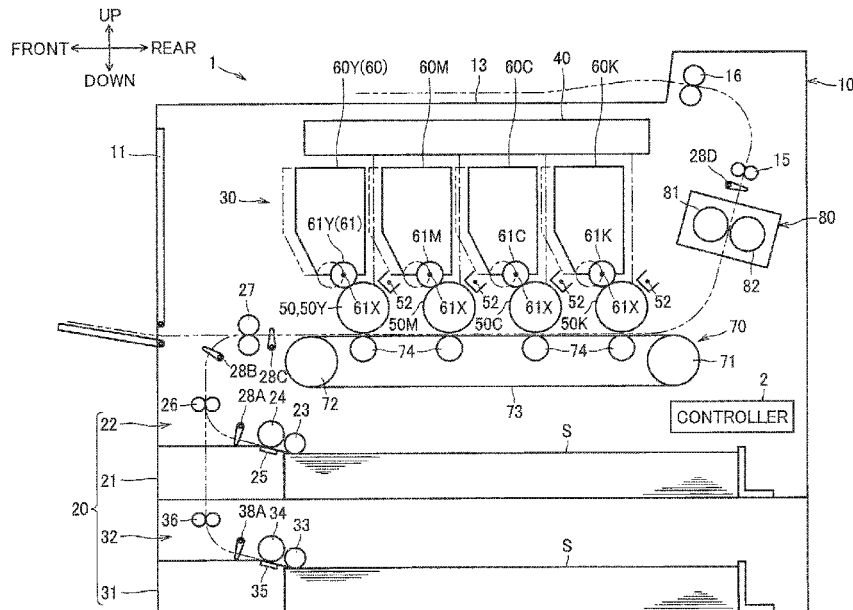 UP
FRONT
REAR
DOWN
1
60Y(60)
60M
13
60C
40
60K
16
10
11
28D
15
30
81
80
61Y(61)
61M
61C
61K
82
27
50,50Y
61X
52
50M
61X
52
50C
61X
52
50K
61X
52
70
28B
28C
74
74
71
72
73
2
CONTROLLER
26
28A
24
23
22
S
25
21
20
36
38A
34
33
32
S
35
31